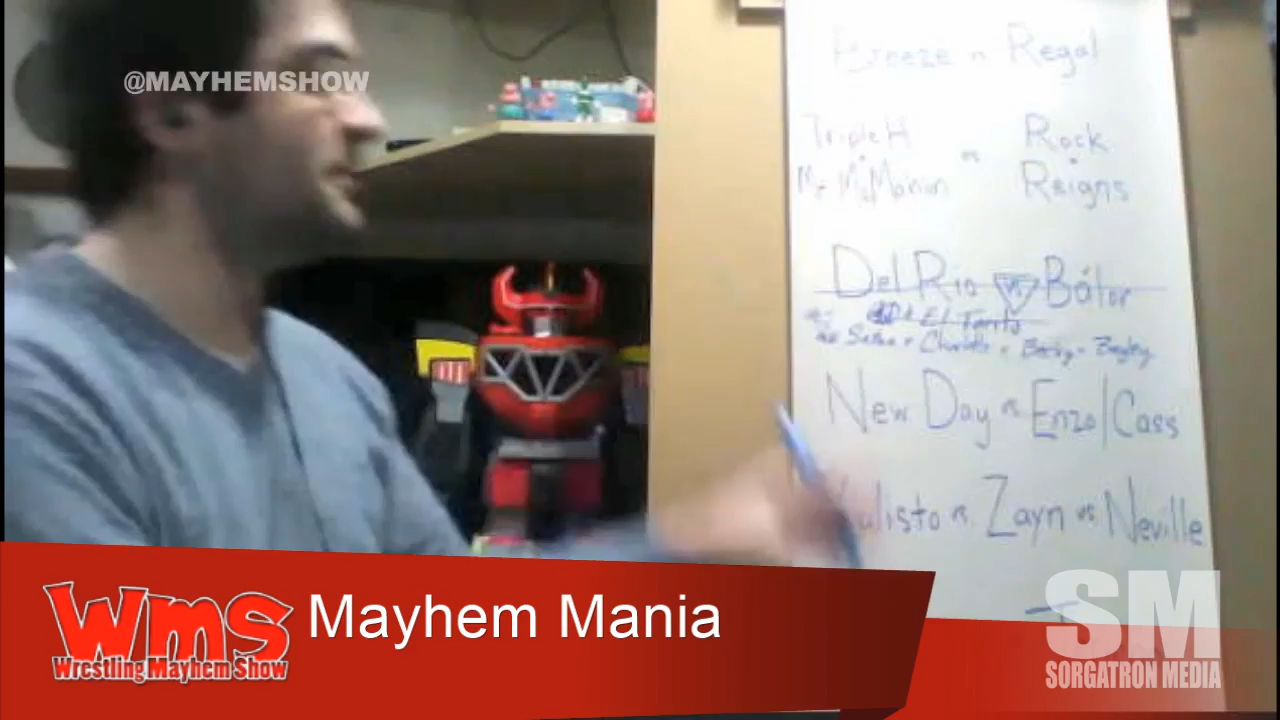 @MAYHEMSHOW
Breeze vs Regal
Triple H
Mr McMahon
vs
Rock
Reigns
Del Rio vs Bálor
El Torito
Sasha Charlotte Becky Bayley
New Day vs Enzo/Cass
Kalisto vs Zayn vs Neville
WMS
Wrestling Mayhem Show
Mayhem Mania
SM
SORGATRON MEDIA